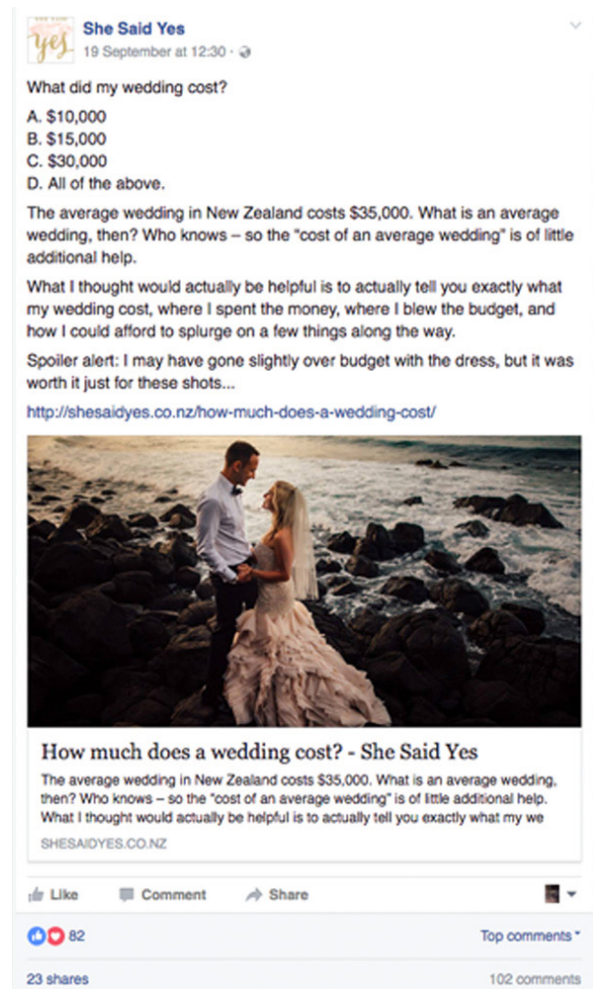 yes
She Said Yes
19 September at 12:30 ·
What did my wedding cost?
A. $10,000
B. $15,000
C. $30,000
D. All of the above.
The average wedding in New Zealand costs $35,000. What is an average
wedding, then? Who knows – so the "cost of an average wedding" is of little
additional help.
What I thought would actually be helpful is to actually tell you exactly what
my wedding cost, where I spent the money, where I blew the budget, and
how I could afford to splurge on a few things along the way.
Spoiler alert: I may have gone slightly over budget with the dress, but it was
worth it just for these shots...
http://shesaidyes.co.nz/how-much-does-a-wedding-cost/
How much does a wedding cost? - She Said Yes
The average wedding in New Zealand costs $35,000. What is an average wedding,
then? Who knows – so the "cost of an average wedding" is of little additional help.
What I thought would actually be helpful is to actually tell you exactly what my we
SHESAIDYES.CO.NZ
Like Comment Share
82 Top comments
23 shares 102 comments